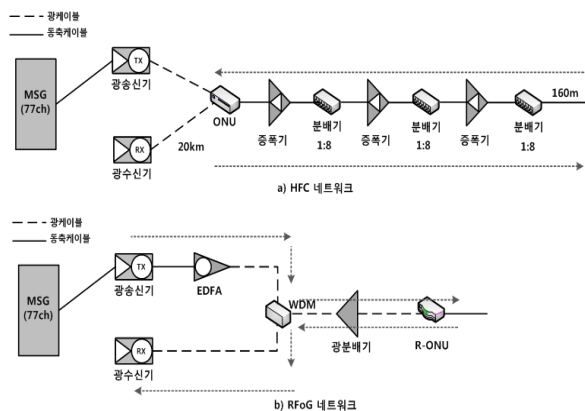 광케이블
동축케이블
MSG
(77ch)
TX
광송신기
RX
광수신기
20km
ONU
증폭기
분배기
1:8
증폭기
분배기
1:8
증폭기
분배기
1:8
160m
a) HFC 네트워크
광케이블
동축케이블
MSG
(77ch)
TX
광송신기
EDFA
WDM
RX
광수신기
광분배기
R-ONU
b) RFoG 네트워크